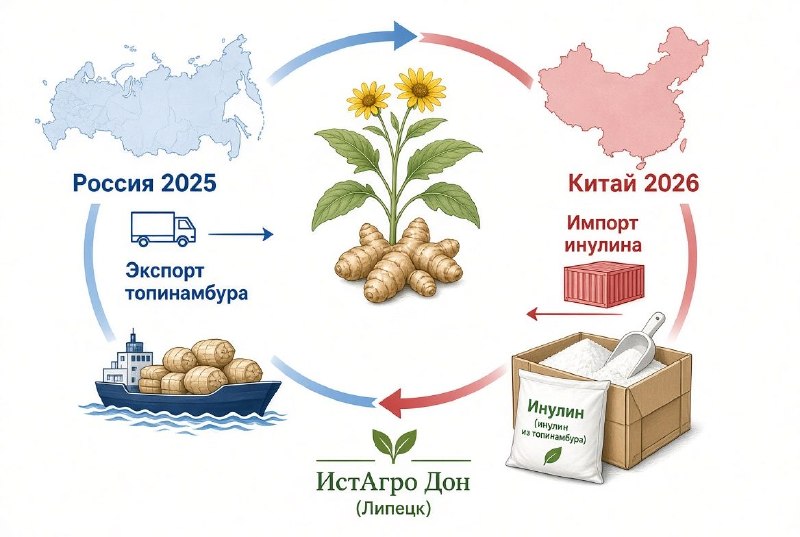 Россия 2025
Экспорт
топинамбура
Китай 2026
Импорт
инулина
Инулин
(инулин
из топинамбура)
ИстАгро Дон
(Липецк)